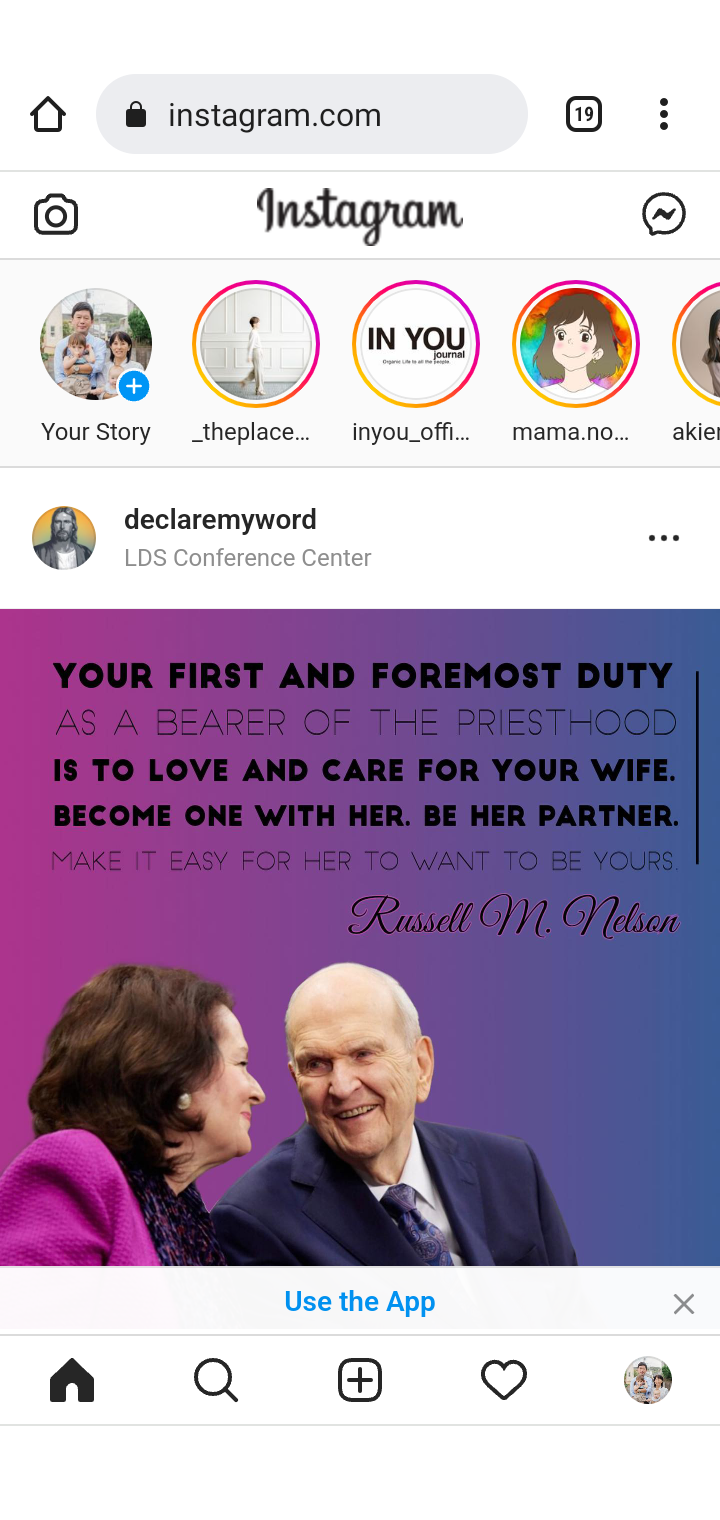 instagram.com
19
Instagram
IN YOU
journal
Organic Life to all the people.
Your Story
_theplace…
inyou_offi…
mama.no…
akier
declaremyword
LDS Conference Center
YOUR FIRST AND FOREMOST DUTY
AS A BEARER OF THE PRIESTHOOD
IS TO LOVE AND CARE FOR YOUR WIFE.
BECOME ONE WITH HER. BE HER PARTNER.
MAKE IT EASY FOR HER TO WANT TO BE YOURS.
Russell M. Nelson
Use the App